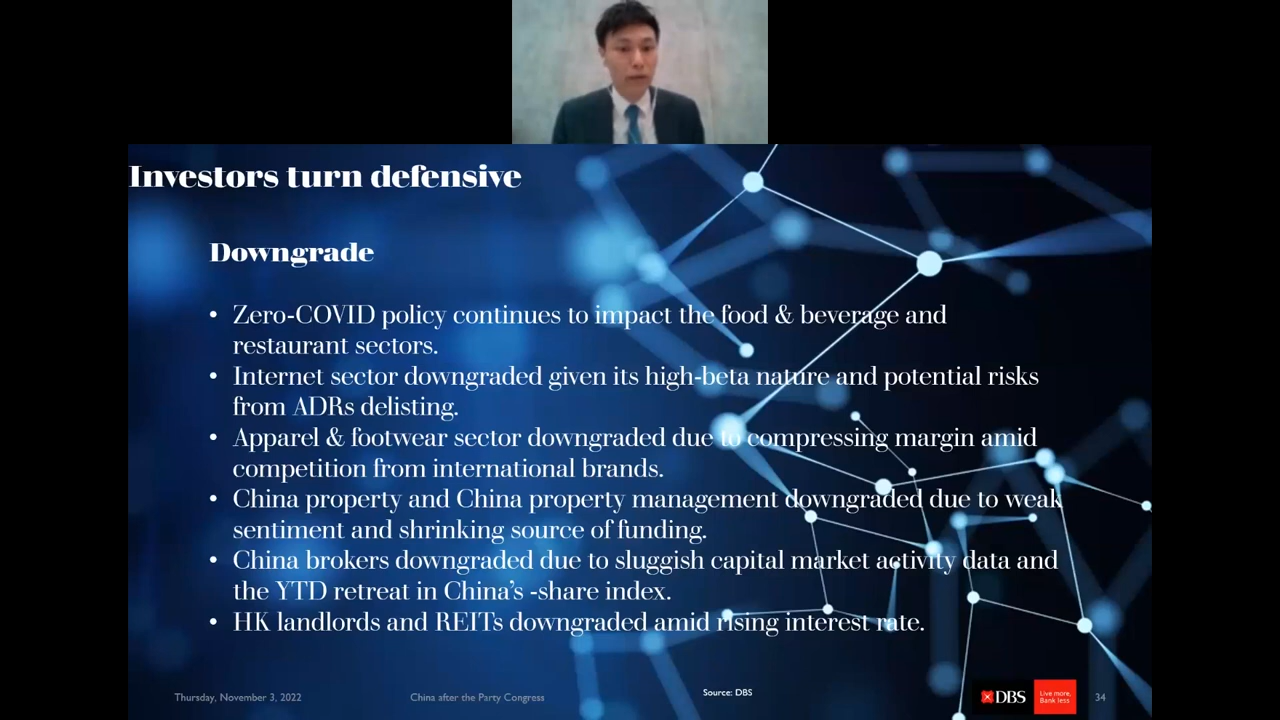 Investors turn defensive
Downgrade
• Zero-COVID policy continues to impact the food & beverage and
restaurant sectors.
• Internet sector downgraded given its high-beta nature and potential risks
from ADRs delisting.
• Apparel & footwear sector downgraded due to compressing margin amid
competition from international brands.
• China property and China property management downgraded due to weak
sentiment and shrinking source of funding.
• China brokers downgraded due to sluggish capital market activity data and
the YTD retreat in China’s -share index.
• HK landlords and REITs downgraded amid rising interest rate.
Thursday, November 3, 2022
China after the Party Congress
Source: DBS
DBS
Live more,
Bank less
34